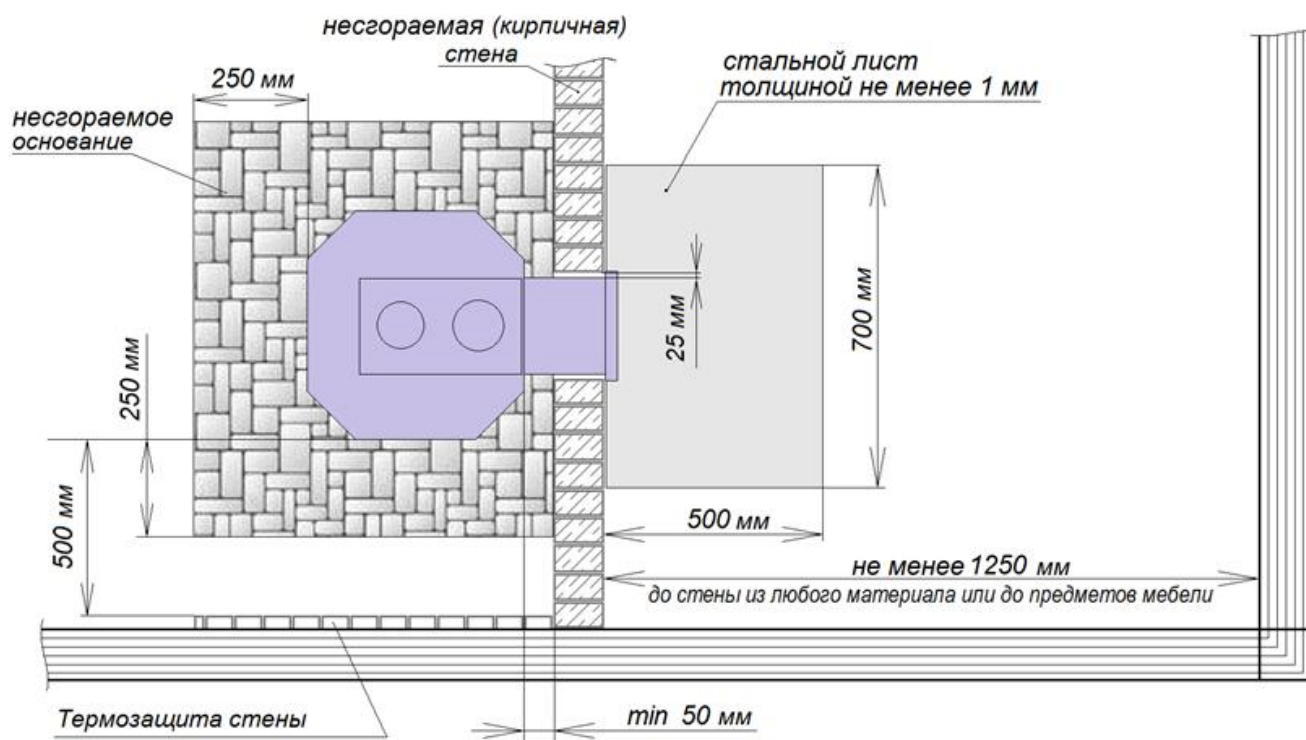 несгораемая (кирпичная)
стена
стальной лист
толщиной не менее 1 мм
250 мм
несгораемое
основание
25 мм
700 мм
250 мм
500 мм
500 мм
не менее 1250 мм
до стены из любого материала или до предметов мебели
Термозащита стены
min 50 мм